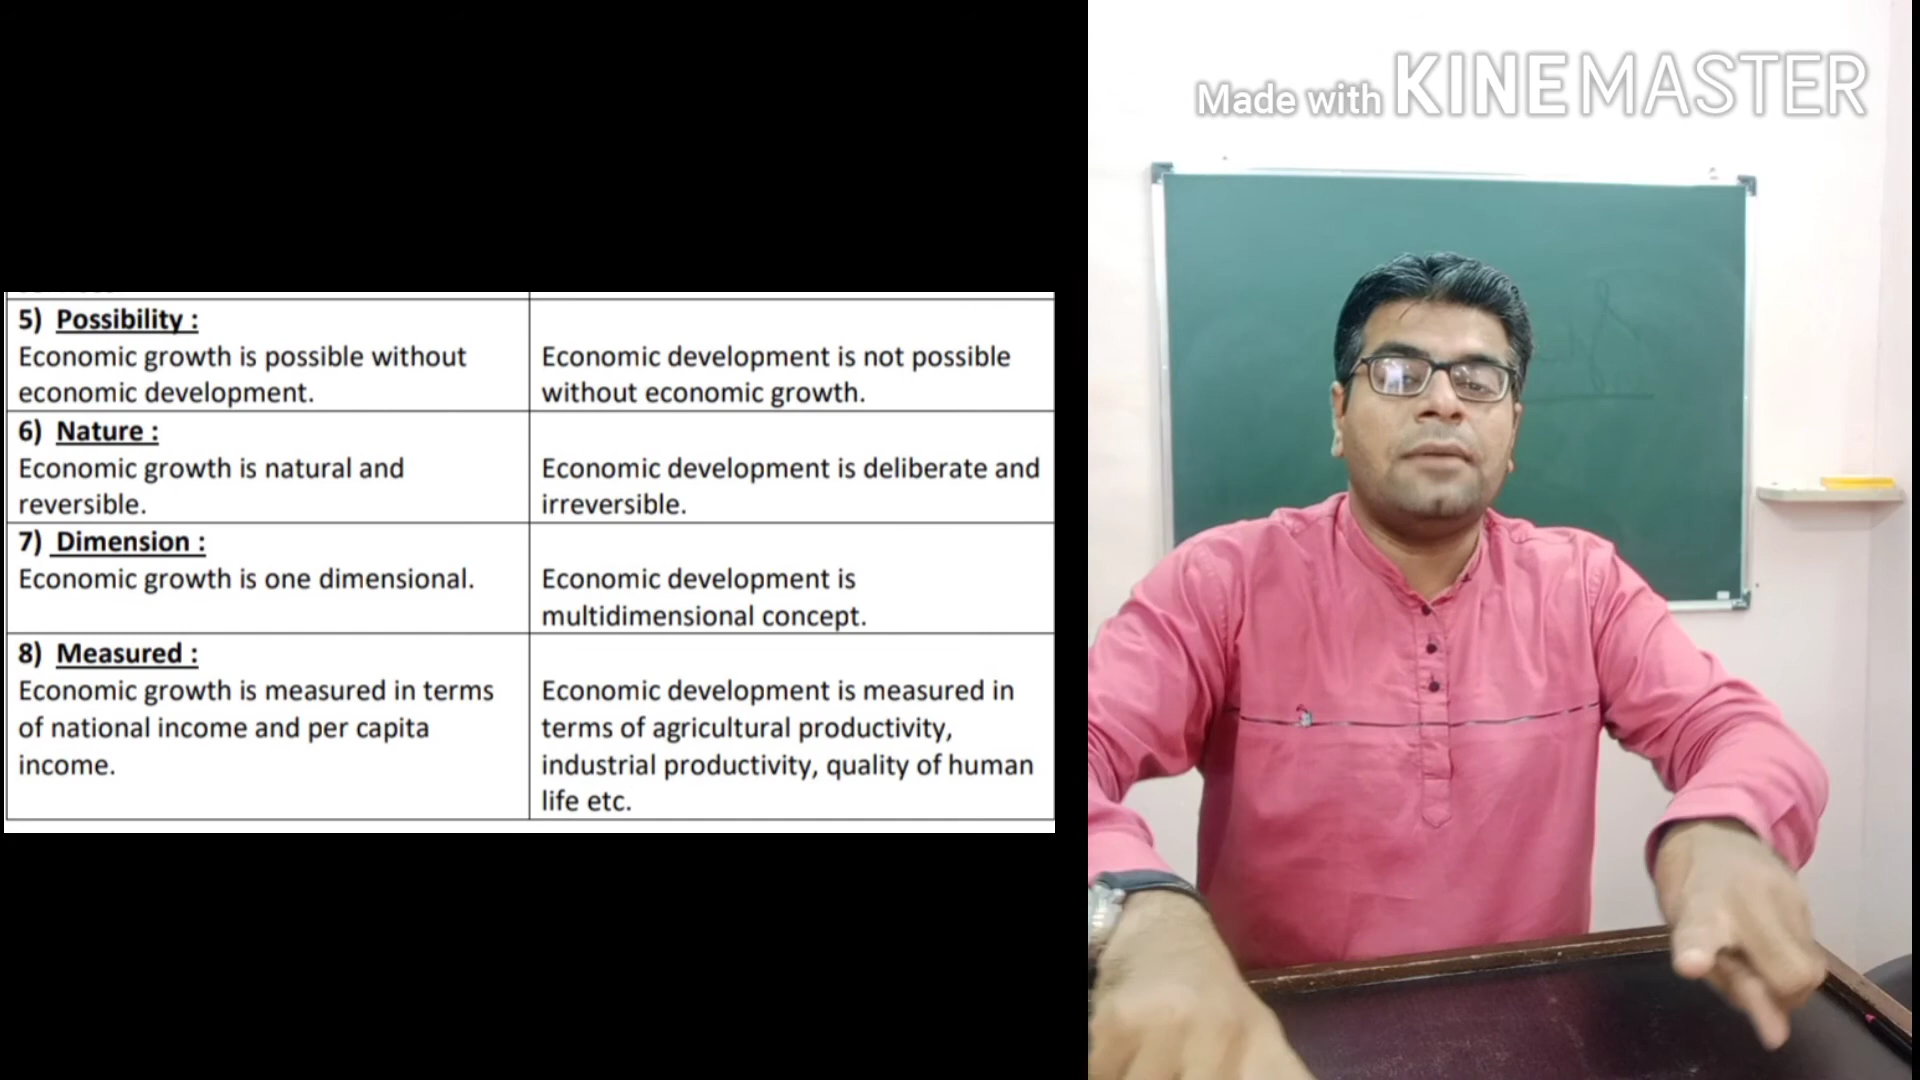 5) Possibility :
Economic growth is possible without
economic development.
Economic development is not possible
without economic growth.
6) Nature :
Economic growth is natural and
reversible.
Economic development is deliberate and
irreversible.
7) Dimension :
Economic growth is one dimensional.
Economic development is
multidimensional concept.
8) Measured :
Economic growth is measured in terms
of national income and per capita
income.
Economic development is measured in
terms of agricultural productivity,
industrial productivity, quality of human
life etc.
Made with KINEMASTER